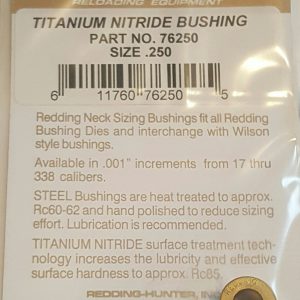 RELOADING EQUIPMENT
TITANIUM NITRIDE BUSHING
PART NO. 76250
SIZE .250
6 11760 76250 5
Redding Neck Sizing Bushings fit all Redding
Bushing Dies and interchange with Wilson
style bushings.
Available in .001" increments from 17 thru
338 calibers.
STEEL Bushings are heat treated to approx.
Rc60-62 and hand polished to reduce sizing
effort. Lubrication is recommended.
TITANIUM NITRIDE surface treatment tech-
nology increases the lubricity and effective
surface hardness to approx. Rc85.
REDDING-HUNTER, INC.